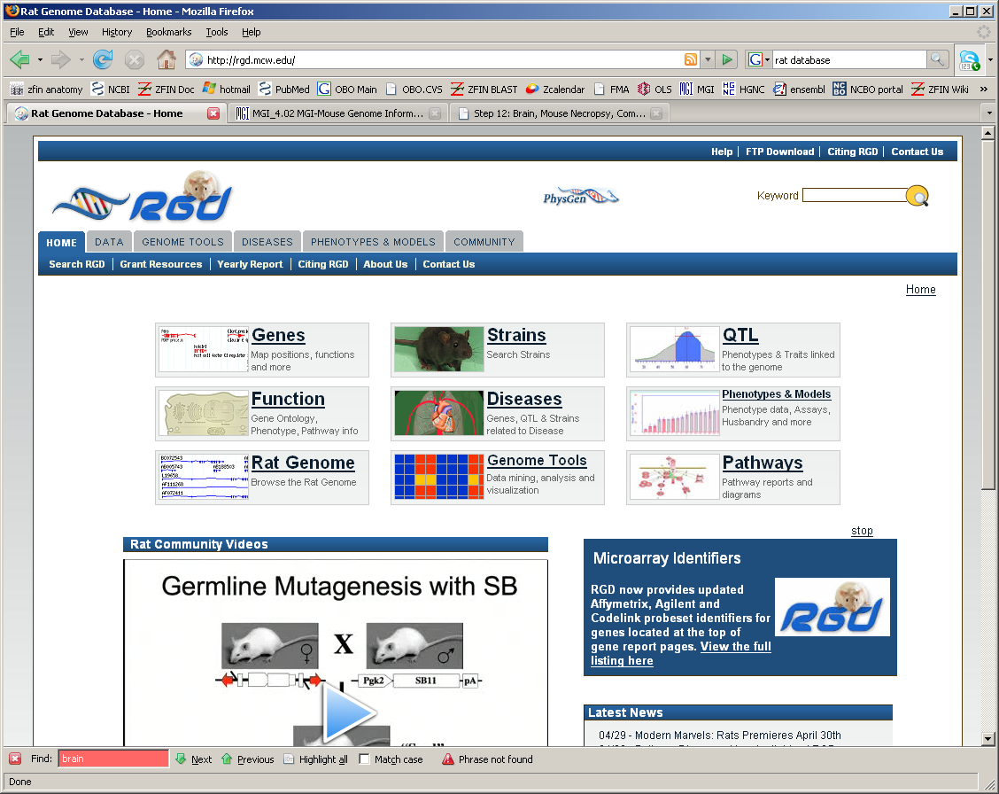 Rat Genome Database - Home - Mozilla Firefox
File Edit View History Bookmarks Tools Help
http://rgd.mcw.edu/
G rat database
zfin anatomy NCBI ZFIN Doc hotmail PubMed OBO Main OBO.CVS ZFIN BLAST Zcalendar FMA OLS MGI MGI HGNC ensembl NCBO portal ZFIN Wiki »
Rat Genome Database - Home MGI MGI_4.02 MGI-Mouse Genome Inform... Step 12: Brain, Mouse Necropsy, Com...
Help FTP Download Citing RGD Contact Us
RGD
PhysGen
Keyword
HOME DATA GENOME TOOLS DISEASES PHENOTYPES & MODELS COMMUNITY
Search RGD Grant Resources Yearly Report Citing RGD About Us Contact Us
Home
Genes
Map positions, functions
and more
Strains
Search Strains
QTL
Phenotypes & Traits linked
to the genome
Function
Gene Ontology,
Phenotype, Pathway info
Diseases
Genes, QTL & Strains
related to Disease
Phenotypes & Models
Phenotype data, Assays,
Husbandry and more
BC072543
AB005743 AB188503
L19658
AF111268
AF072411
Rat Genome
Browse the Rat Genome
Genome Tools
Data mining, analysis and
visualization
Pathways
Pathway reports and
diagrams
stop
Rat Community Videos
Germline Mutagenesis with SB
X
♀ ♂
Pgk2 SB11 pA
Microarray Identifiers
RGD now provides updated
Affymetrix, Agilent and
Codelink probeset identifiers for
genes located at the top of
gene report pages. View the full
listing here
RGD
Latest News
04/29 - Modern Marvels: Rats Premieres April 30th
Find: brain Next Previous Highlight all Match case Phrase not found
Done